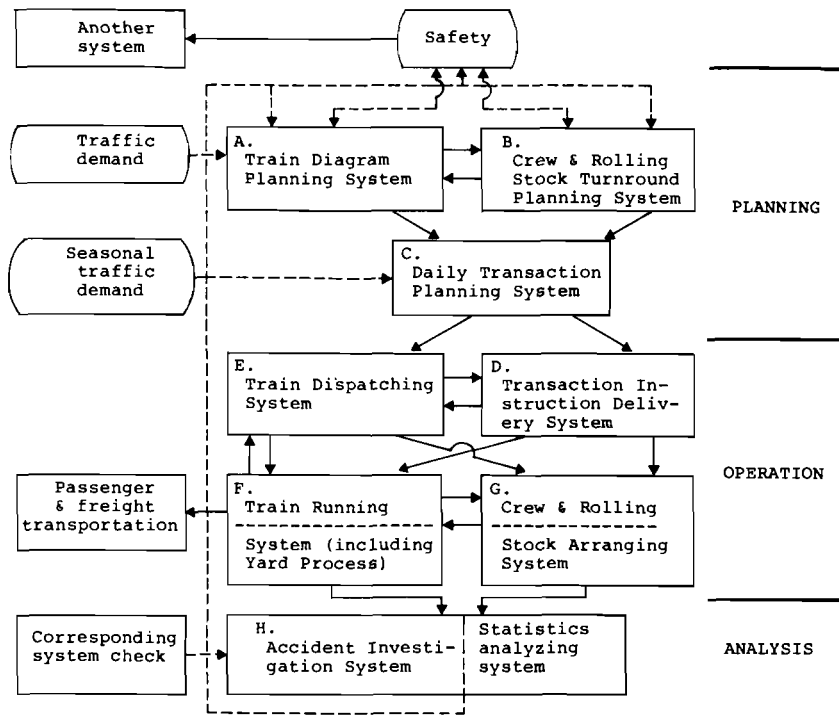 Another
system
Safety
Traffic
demand
A.
Train Diagram
Planning System
B.
Crew & Rolling
Stock Turnround
Planning System
PLANNING
Seasonal
traffic
demand
C.
Daily Transaction
Planning System
E.
Train Dispatching
System
D.
Transaction In-
struction Deliv-
ery System
OPERATION
Passenger
& freight
transportation
F.
Train Running
System (including
Yard Process)
G.
Crew & Rolling
Stock Arranging
System
Corresponding
system check
H.
Accident Investi-
gation System
Statistics
analyzing
system
ANALYSIS